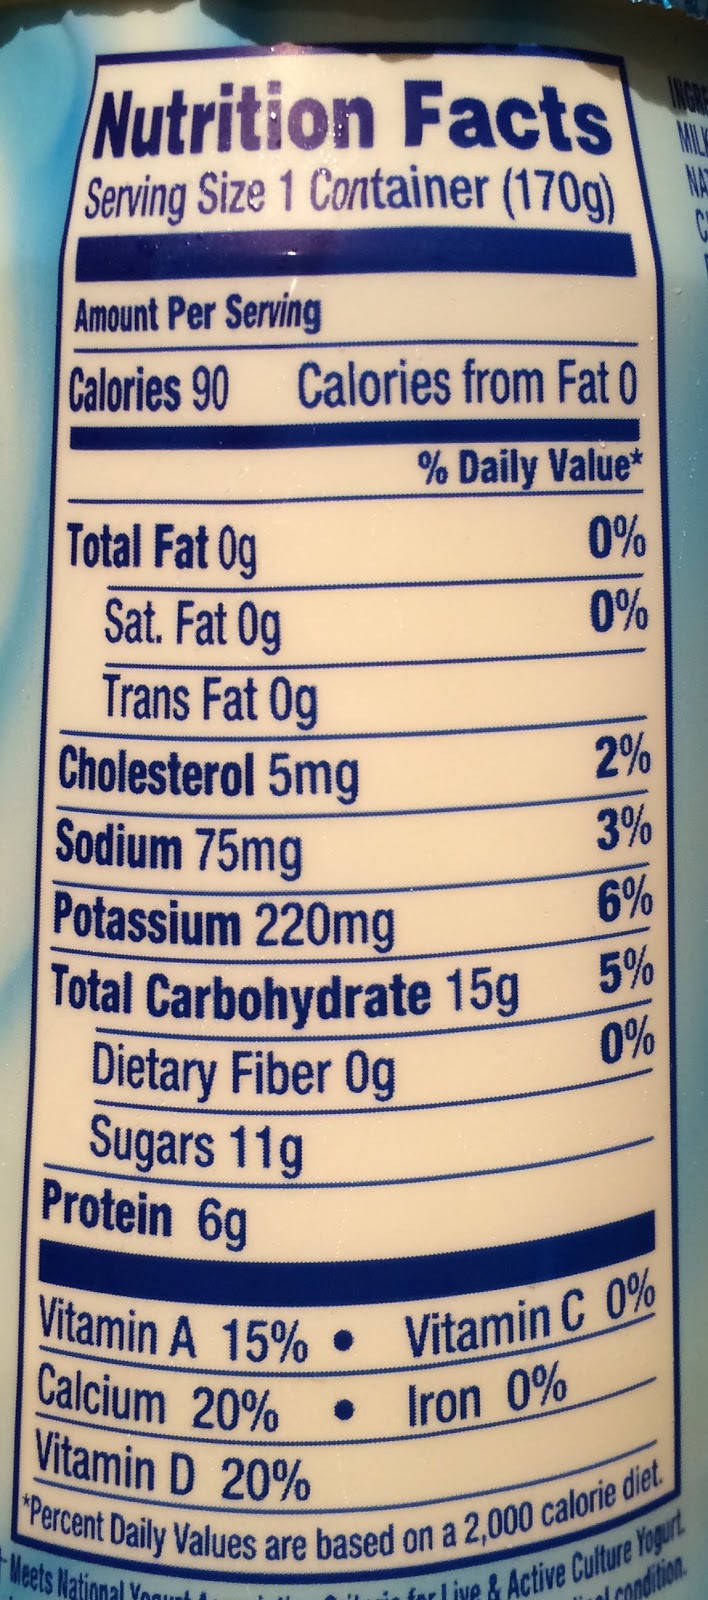 Nutrition Facts
Serving Size 1 Container (170g)
Amount Per Serving
Calories 90 Calories from Fat 0
% Daily Value*
Total Fat 0g 0%
Sat. Fat 0g 0%
Trans Fat 0g
Cholesterol 5mg 2%
Sodium 75mg 3%
Potassium 220mg 6%
Total Carbohydrate 15g 5%
Dietary Fiber 0g 0%
Sugars 11g
Protein 6g
Vitamin A 15% • Vitamin C 0%
Calcium 20% • Iron 0%
Vitamin D 20%
*Percent Daily Values are based on a 2,000 calorie diet.
Meets National for Live & Active Culture Yogurt.
condition.